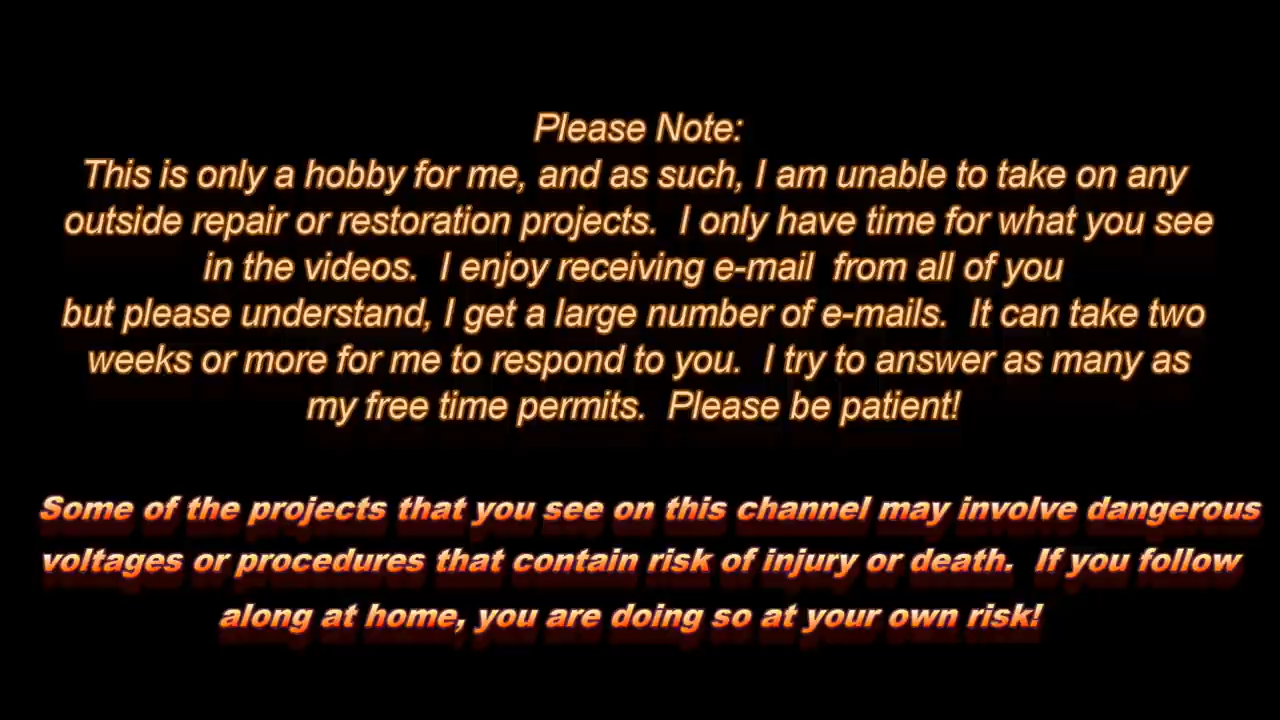 Please Note:
This is only a hobby for me, and as such, I am unable to take on any
outside repair or restoration projects.  I only have time for what you see
in the videos.  I enjoy receiving e-mail  from all of you
but please understand, I get a large number of e-mails.  It can take two
weeks or more for me to respond to you.  I try to answer as many as
my free time permits.  Please be patient!
Some of the projects that you see on this channel may involve dangerous
voltages or procedures that contain risk of injury or death.  If you follow
along at home, you are doing so at your own risk!